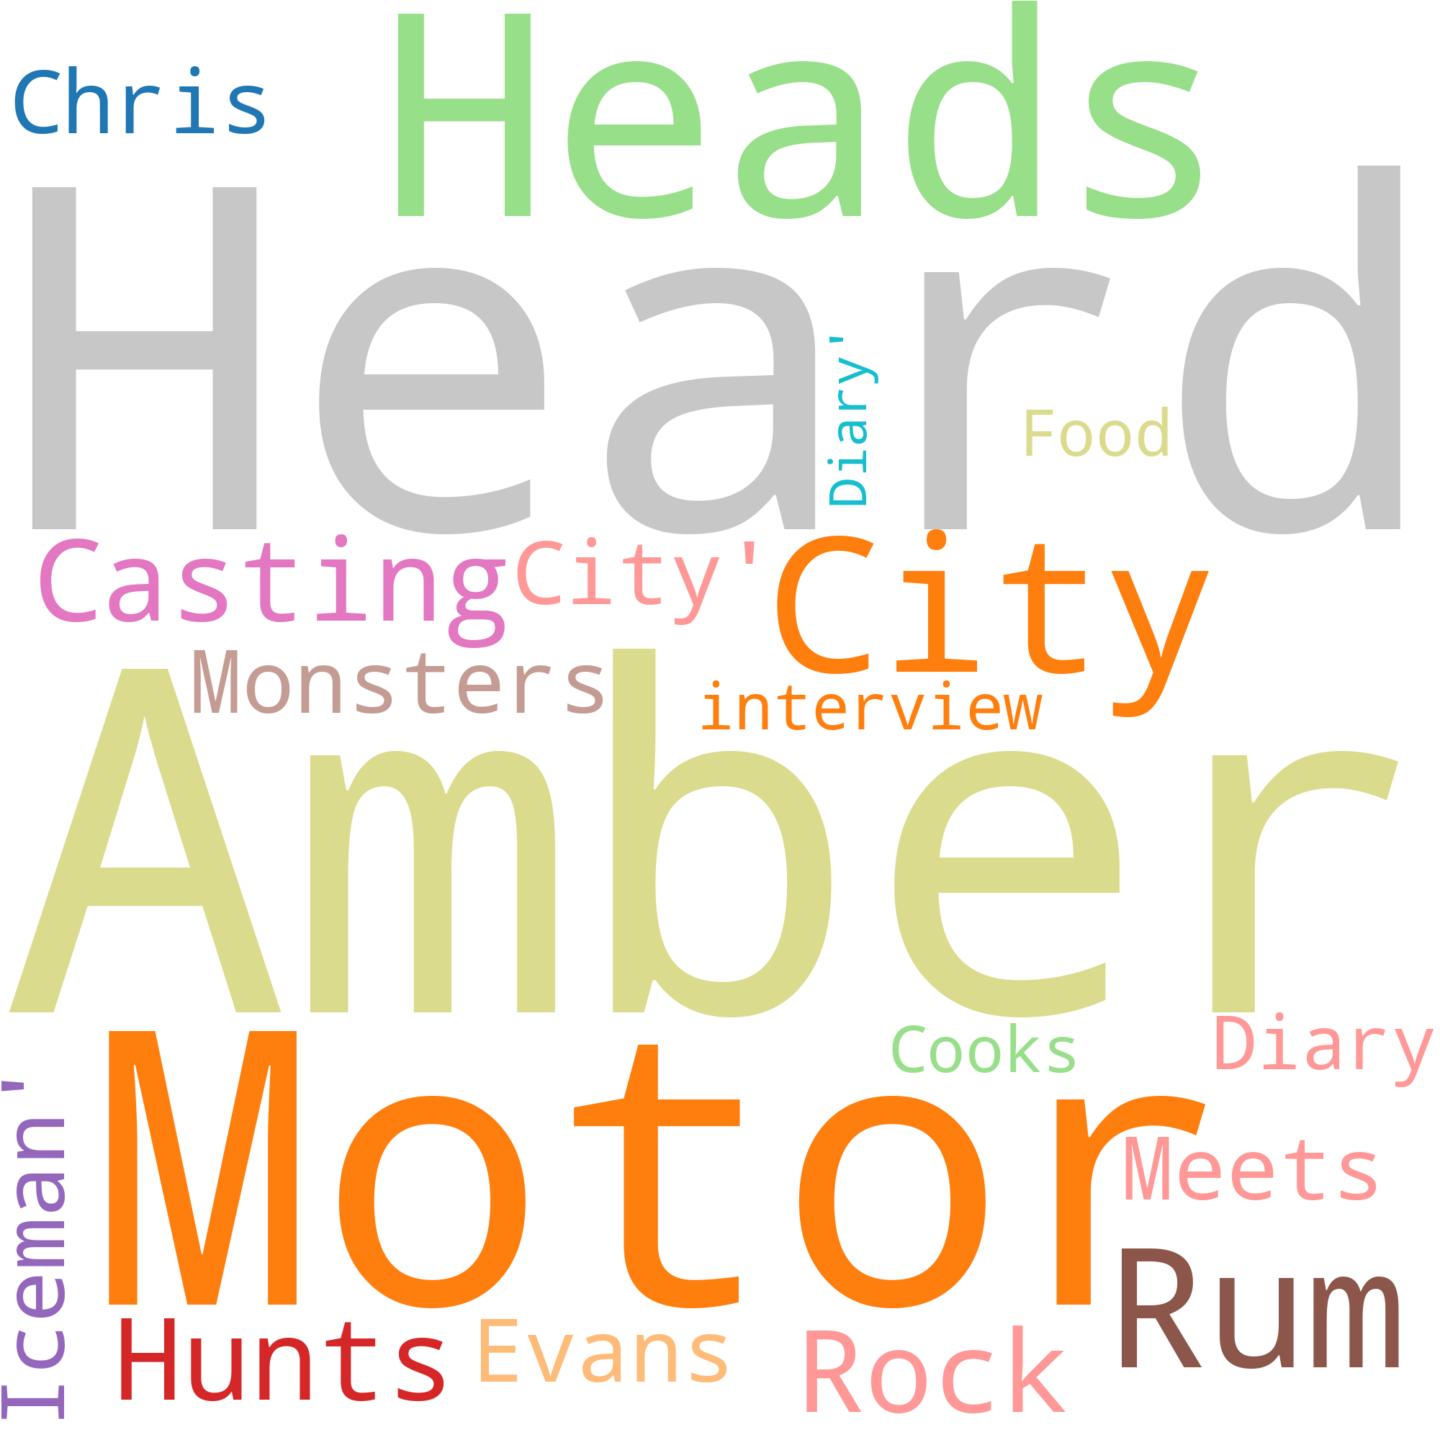 Heads
Chris
Heard
Diary'
Food
Casting
City'
City
Monsters
interview
Amber
Cooks
Diary
Motor
Iceman'
Meets
Rum
Hunts
Evans
Rock